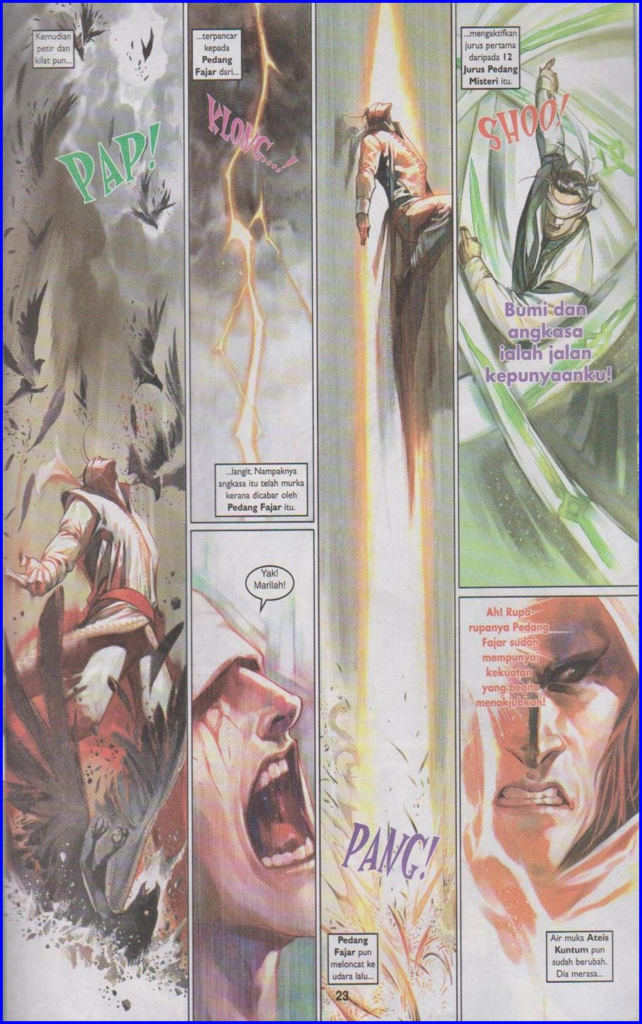 Kemudian
petir dan
kilat pun...
PAP!
...terpancar
kepada
Pedang
Fajar dari...
KLONG...!
...langit. Nampaknya
angkasa itu telah murka
kerana dicabar oleh
Pedang Fajar itu.
Yak!
Marilah!
PANG!
Pedang
Fajar pun
meloncat ke
udara lalu...
...mengaktifkan
jurus pertama
daripada 12
Jurus Pedang
Misteri itu.
SHOO!
Bumi dan
angkasa
ialah jalan
kepunyaanku!
Ah! Rupa-
rupanya Pedang
Fajar sudah
mempunyai
kekuatan
yang begitu
menakjubkan!
Air muka Ateis
Kuntum pun
sudah berubah.
Dia merasa...
23